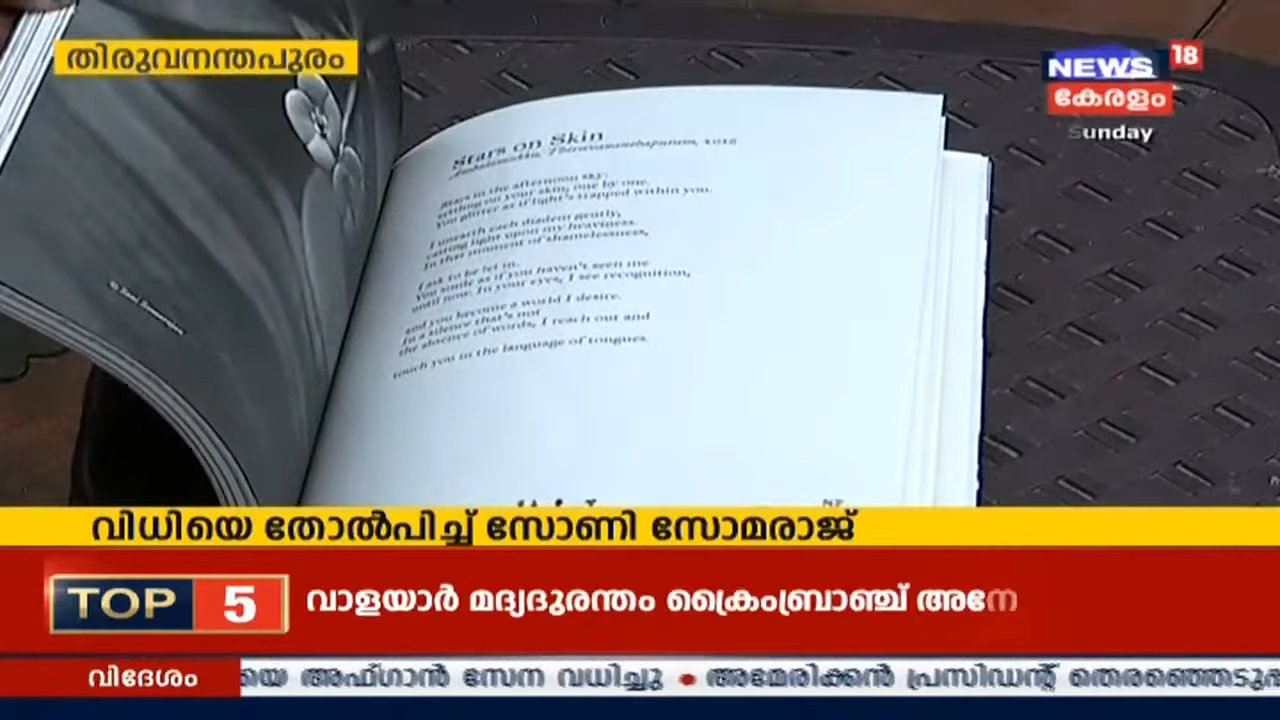 തിരുവനന്തപുരം
NEWS 18
കേരളം
Sunday
Stars on Skin
Stars in the afternoon sky:
settling on your skin, one by one.
You glitter as if light's trapped within you.
I unearth each diadem gently,
casting light upon my heaviness.
In that moment of shamelessness,
I ask to be let in.
You smile as if you haven't seen me
until now. In your eyes, I see recognition,
and you become a world I desire.
In a silence that's not
the absence of words, I reach out and
touch you in the language of tongues.
വിധിയെ തോൽപിച്ച് സോണി സോമരാജ്
TOP 5 വാളയാർ മദ്യദുരന്തം ക്രൈംബ്രാഞ്ച് അനേ
വിദേശം യെ അഫ്ഗാൻ സേന വധിച്ചു • അമേരിക്കൻ പ്രസിഡന്റ് തെരഞ്ഞെടുപ്